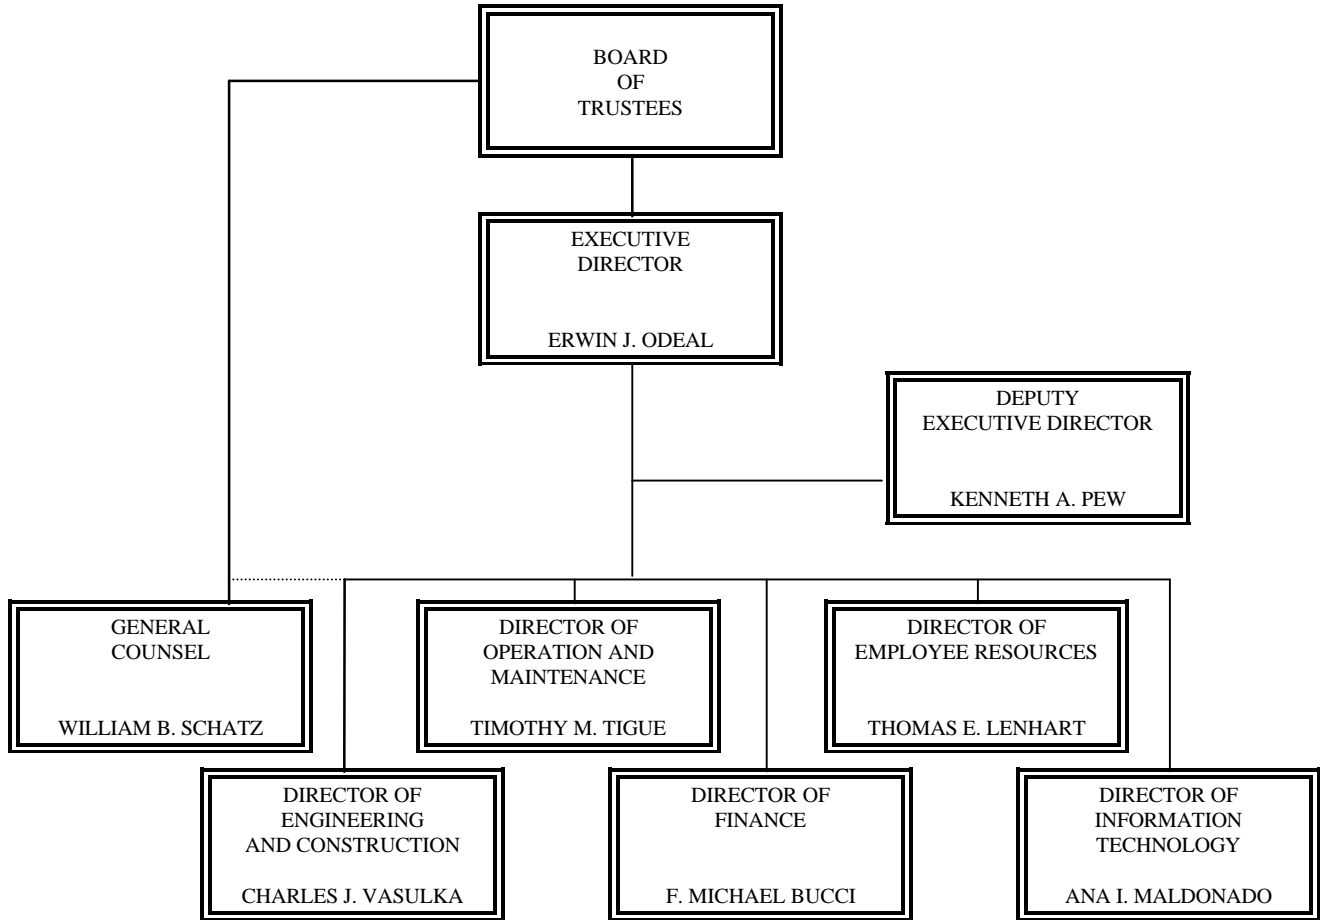 BOARD
OF
TRUSTEES
EXECUTIVE
DIRECTOR
ERWIN J. ODEAL
DEPUTY
EXECUTIVE DIRECTOR
KENNETH A. PEW
GENERAL
COUNSEL
WILLIAM B. SCHATZ
DIRECTOR OF
OPERATION AND
MAINTENANCE
TIMOTHY M. TIGUE
DIRECTOR OF
EMPLOYEE RESOURCES
THOMAS E. LENHART
DIRECTOR OF
ENGINEERING
AND CONSTRUCTION
CHARLES J. VASULKA
DIRECTOR OF
FINANCE
F. MICHAEL BUCCI
DIRECTOR OF
INFORMATION
TECHNOLOGY
ANA I. MALDONADO